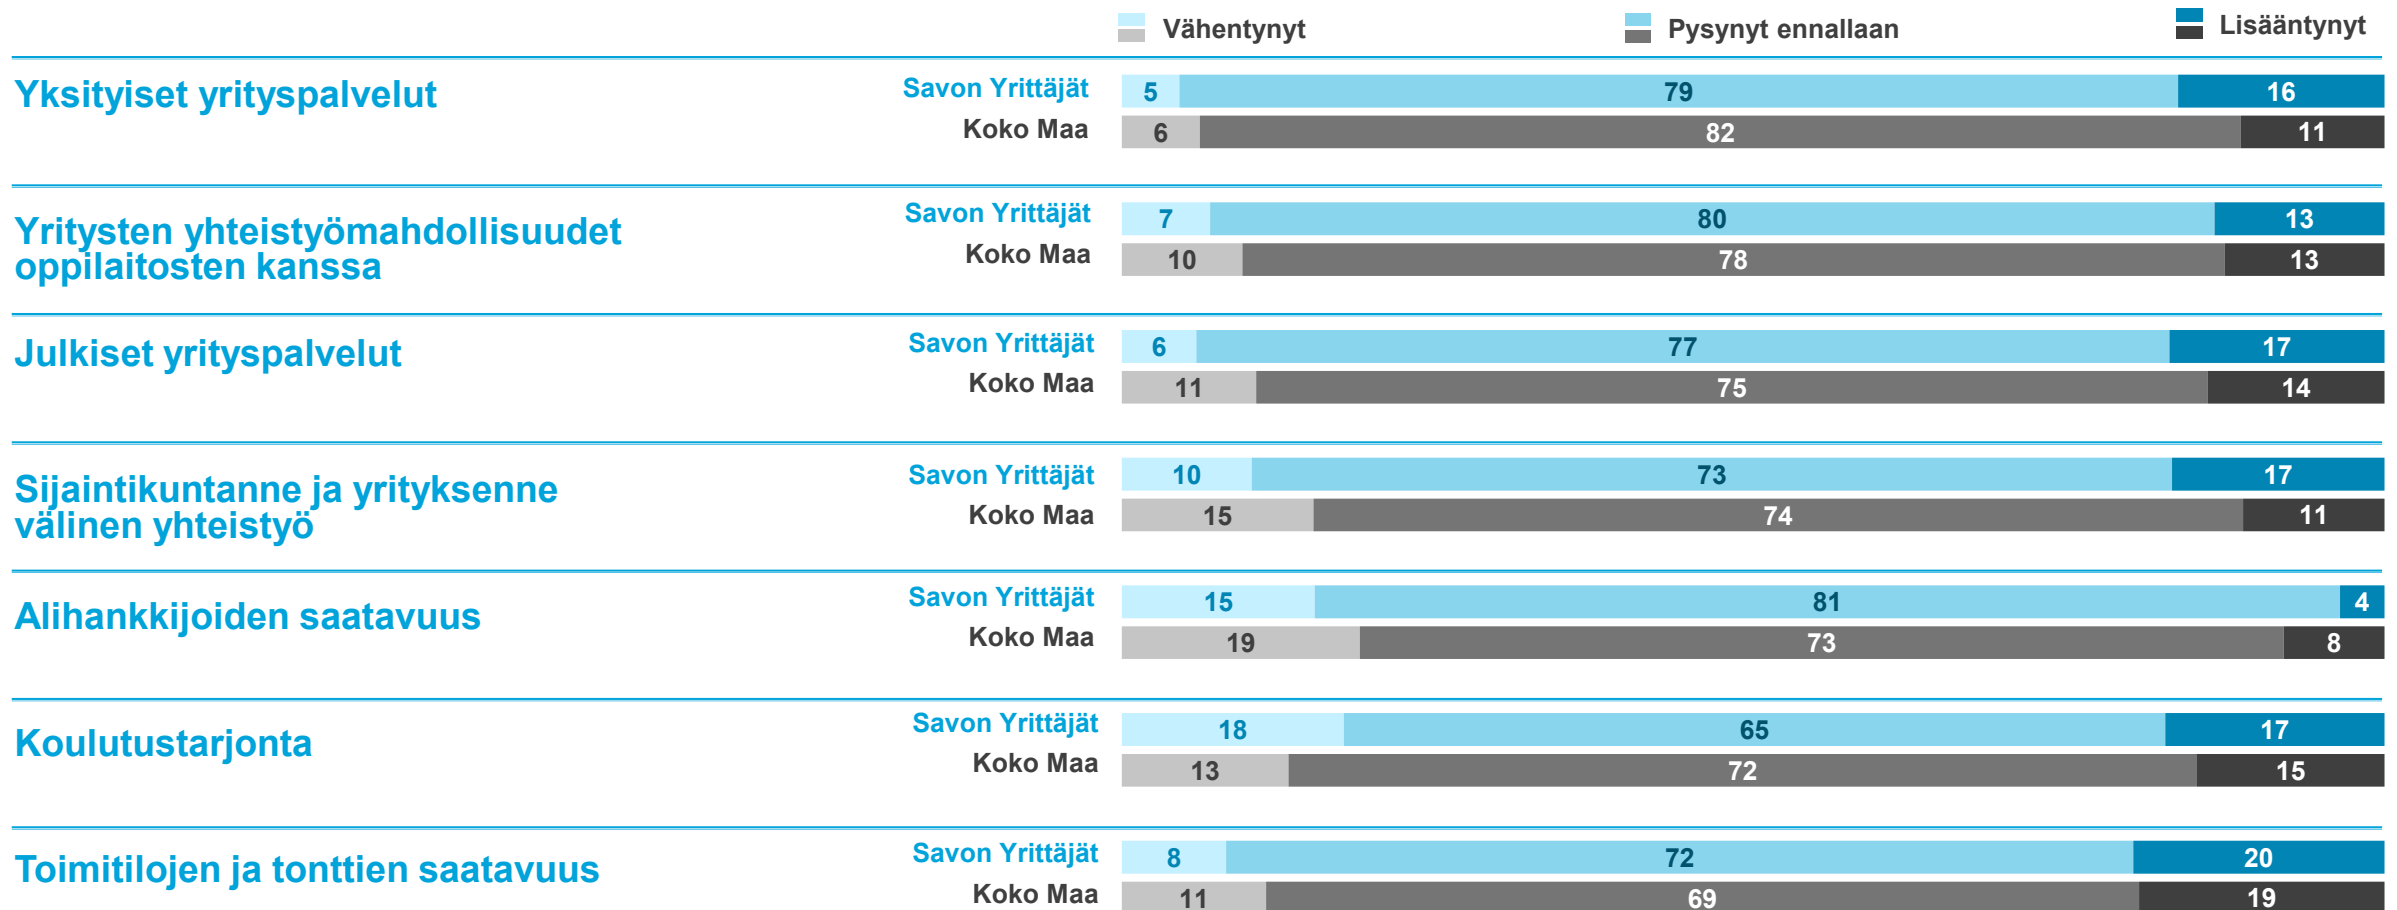 Vähentynyt Pysynyt ennallaan Lisääntynyt
Yksityiset yrityspalvelut
Savon Yrittäjät 5 79 16
Koko Maa 6 82 11
Yritysten yhteistyömahdollisuudet
oppilaitosten kanssa
Savon Yrittäjät 7 80 13
Koko Maa 10 78 13
Julkiset yrityspalvelut
Savon Yrittäjät 6 77 17
Koko Maa 11 75 14
Sijaintikuntanne ja yrityksenne
välinen yhteistyö
Savon Yrittäjät 10 73 17
Koko Maa 15 74 11
Alihankkijoiden saatavuus
Savon Yrittäjät 15 81 4
Koko Maa 19 73 8
Koulutustarjonta
Savon Yrittäjät 18 65 17
Koko Maa 13 72 15
Toimitilojen ja tonttien saatavuus
Savon Yrittäjät 8 72 20
Koko Maa 11 69 19